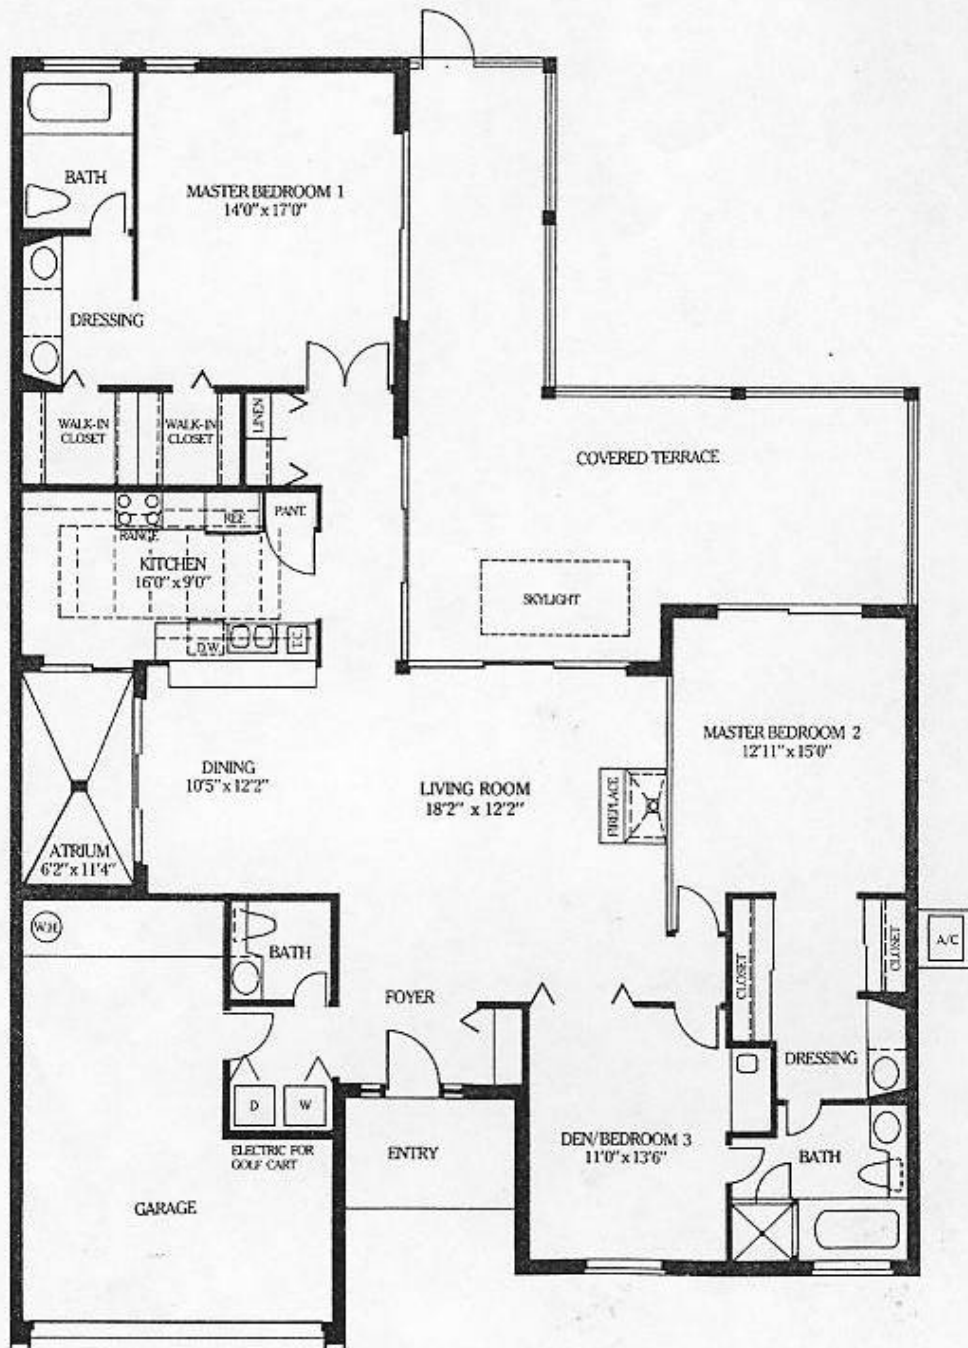 BATH
MASTER BEDROOM 1
14'0" x 17'0"
DRESSING
WALK-IN
CLOSET
WALK-IN
CLOSET
LINEN
COVERED TERRACE
RANGE
REF.
PANT.
KITCHEN
16'0" x 9'0"
SKYLIGHT
D.W.
T.C.
MASTER BEDROOM 2
12'11" x 15'0"
DINING
10'5" x 12'2"
LIVING ROOM
18'2" x 12'2"
FIREPLACE
ATRIUM
6'2" x 11'4"
W.H.
BATH
CLOSET
CLOSET
A/C
FOYER
DRESSING
D
W
ELECTRIC FOR
GOLF CART
ENTRY
DEN/BEDROOM 3
11'0" x 13'6"
BATH
GARAGE